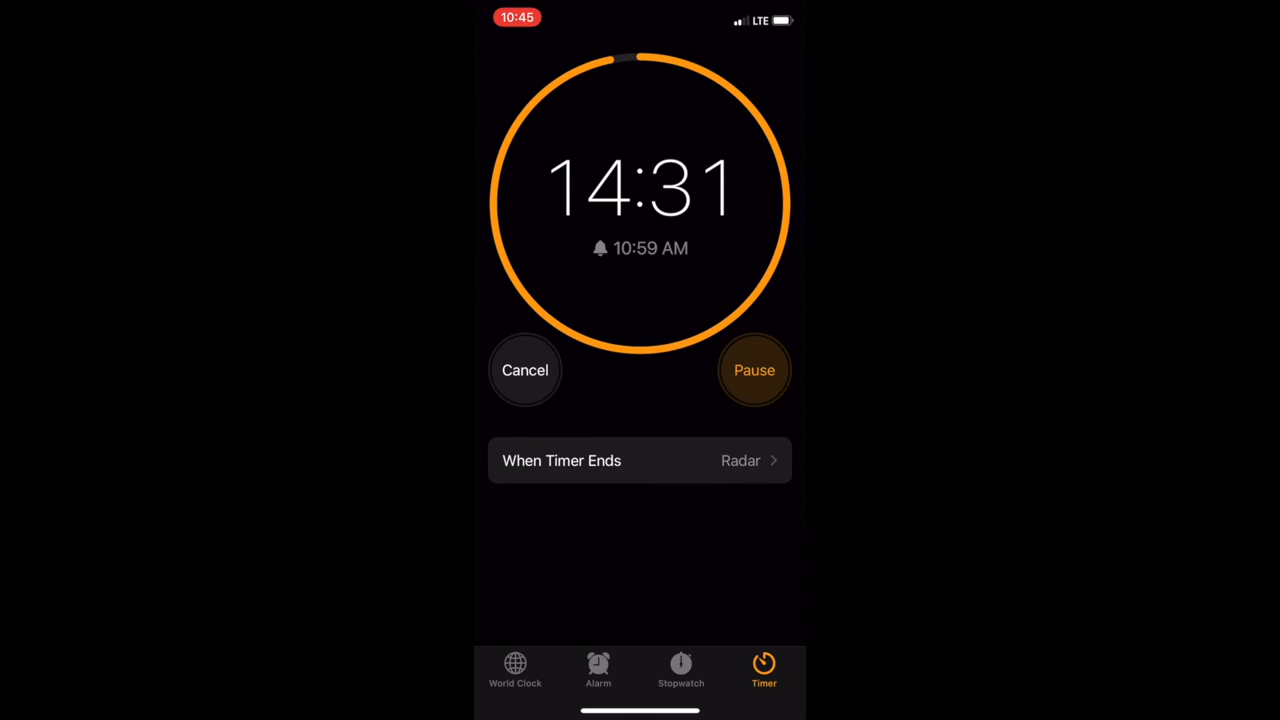 10:45 LTE
14:31
10:59 AM
Cancel Pause
When Timer Ends Radar
World Clock Alarm Stopwatch Timer